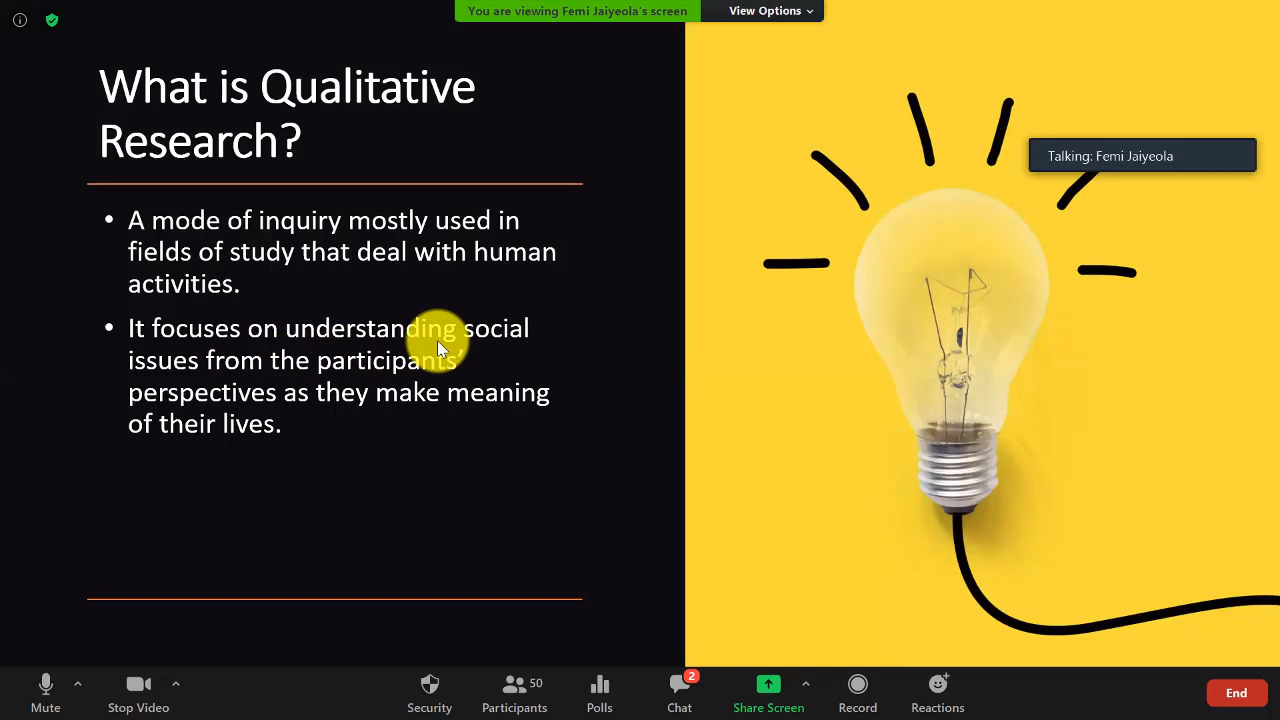 You are viewing Femi Jaiyeola's screen
View Options
What is Qualitative
Research?
Talking: Femi Jaiyeola
• A mode of inquiry mostly used in
fields of study that deal with human
activities.
• It focuses on understanding social
issues from the participants’
perspectives as they make meaning
of their lives.
Mute
Stop Video
Security
50
Participants
Polls
2
Chat
Share Screen
Record
Reactions
End